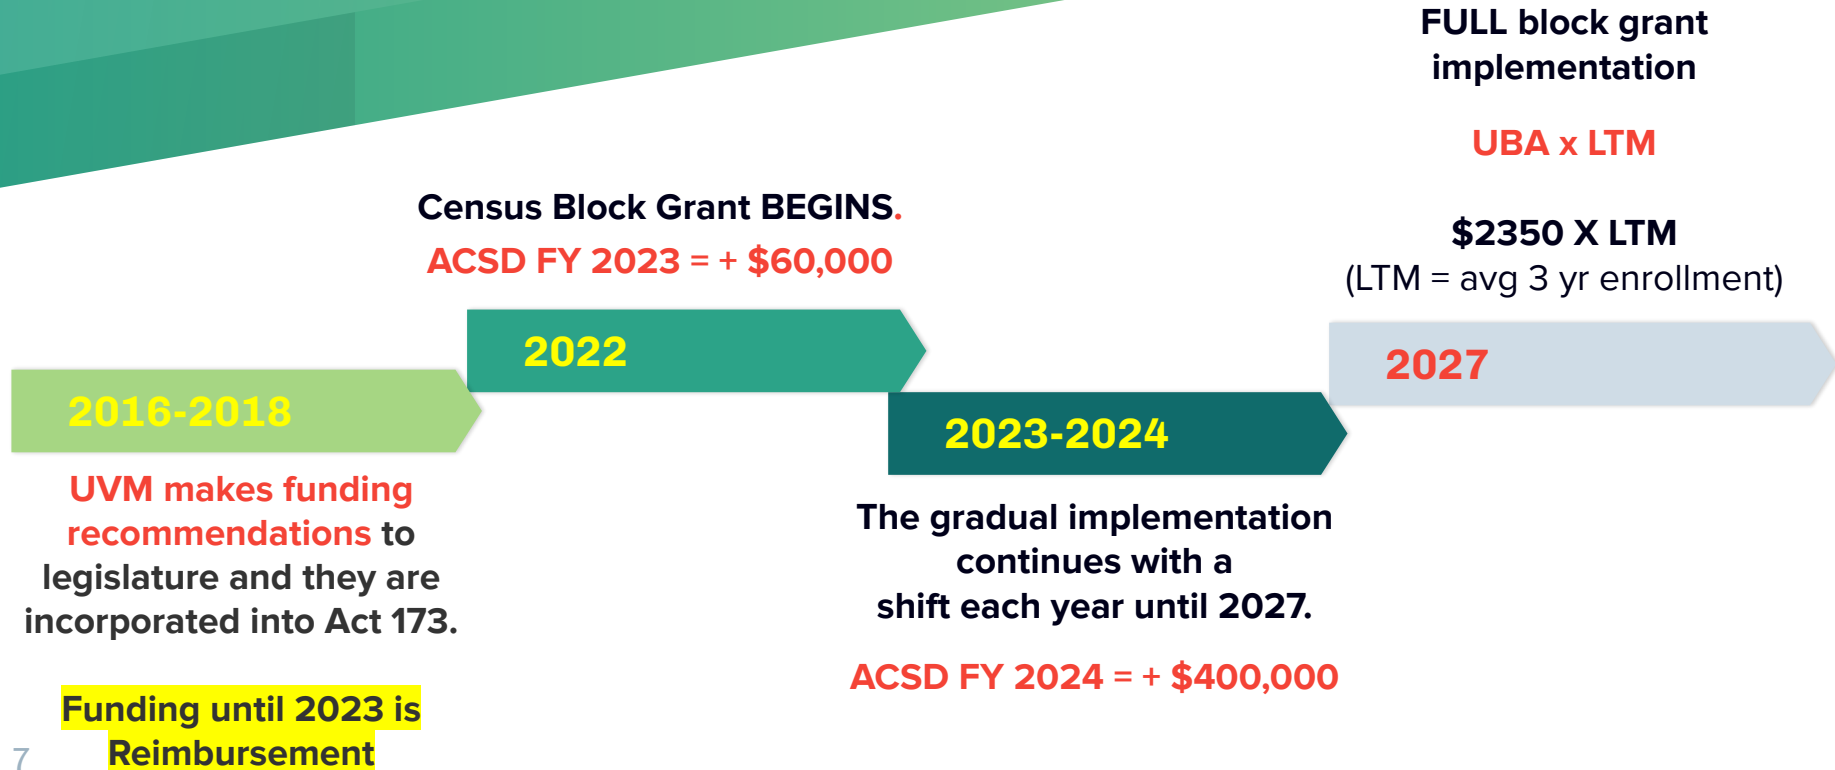 2016-2018
UVM makes funding
recommendations to
legislature and they are
incorporated into Act 173.
Funding until 2023 is
Reimbursement
Census Block Grant BEGINS.
ACSD FY 2023 = + $60,000
2022
2023-2024
The gradual implementation
continues with a
shift each year until 2027.
ACSD FY 2024 = + $400,000
FULL block grant
implementation
UBA x LTM
$2350 X LTM
(LTM = avg 3 yr enrollment)
2027
7